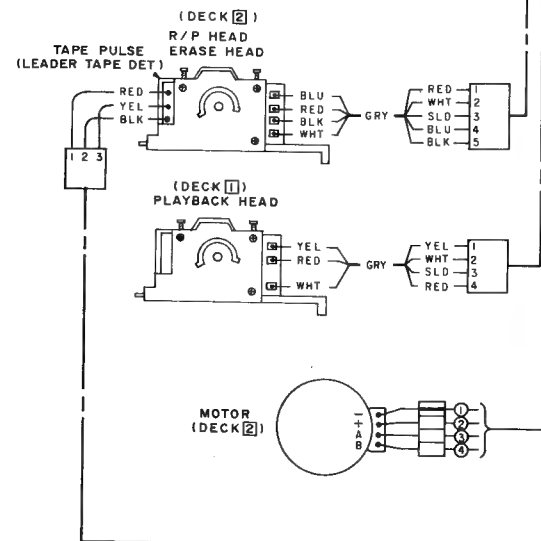 (DECK 2)
R/P HEAD
ERASE HEAD
TAPE PULSE
(LEADER TAPE DET)
RED
YEL
BLK
1 2 3
BLU
RED
BLK
WHT
GRY
RED 1
WHT 2
SLD 3
BLU 4
BLK 5
(DECK 1)
PLAYBACK HEAD
YEL
RED
WHT
GRY
YEL 1
WHT 2
SLD 3
RED 4
MOTOR
(DECK 2)
- 1
+ 2
A 3
B 4